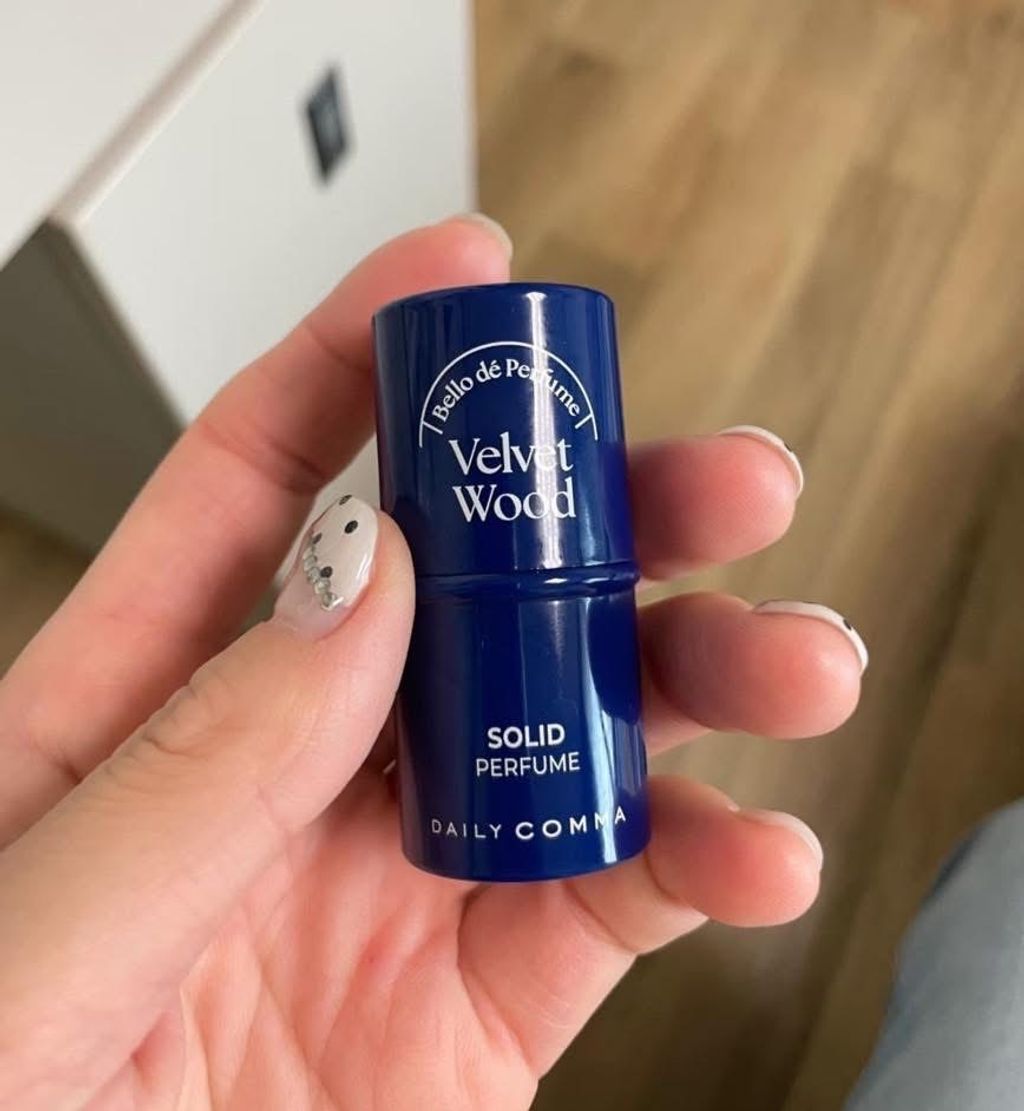 Bello dé Perfume
Velvet
Wood
SOLID
PERFUME
DAILY COMMA